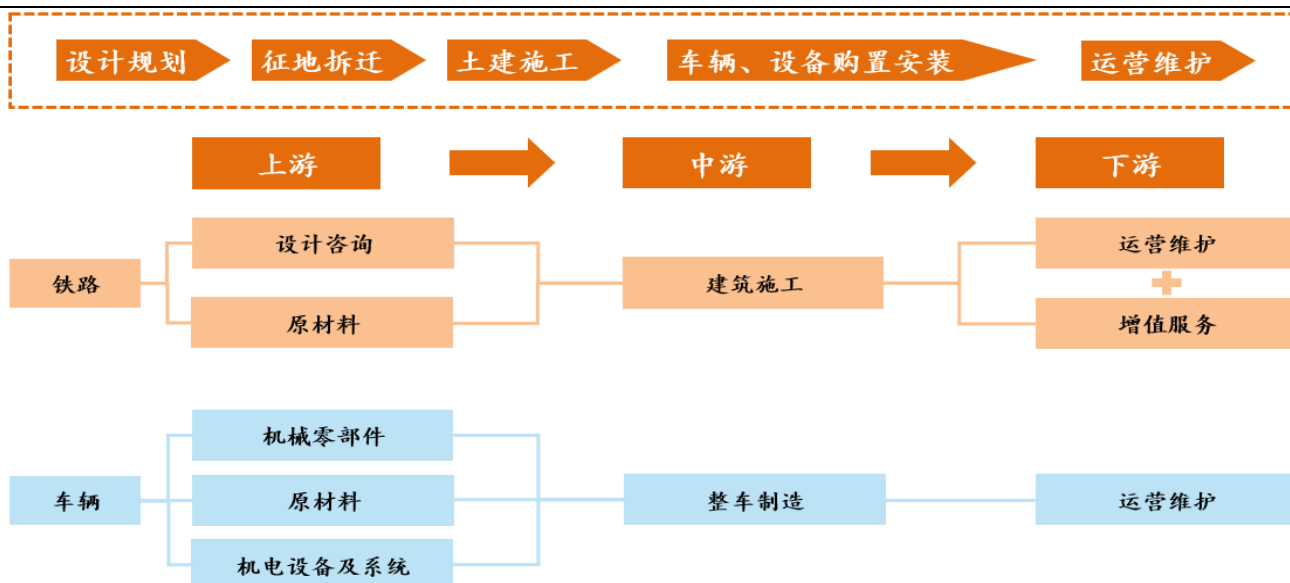 设计规划 征地拆迁 土建施工 车辆、设备购置安装 运营维护
上游 中游 下游
设计咨询 运营维护
铁路 建筑施工
原材料 增值服务
机械零部件
车辆 原材料 整车制造 运营维护
机电设备及系统